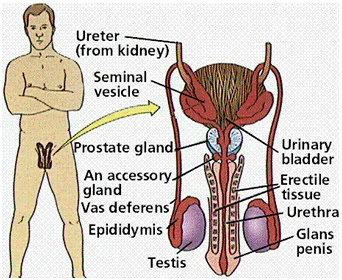 Ureter
(from kidney)
Seminal
vesicle
Prostate gland
An accessory
gland
Vas deferens
Epididymis
Testis
Urinary
bladder
Erectile
tissue
Urethra
Glans
penis